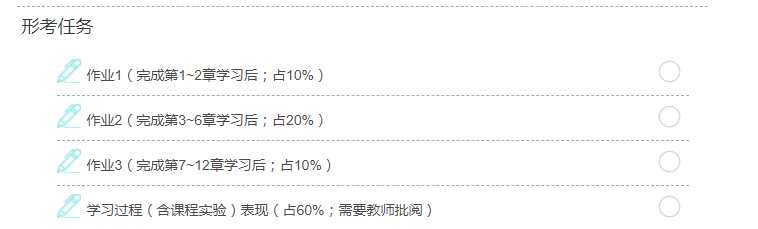 形考任务
作业1（完成第1~2章学习后；占10%）
作业2（完成第3~6章学习后；占20%）
作业3（完成第7~12章学习后；占10%）
学习过程（含课程实验）表现（占60%；需要教师批阅）